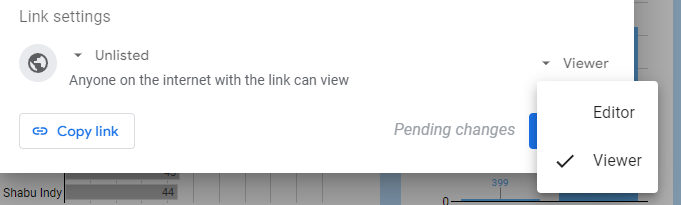 Link settings
Unlisted
Viewer
Anyone on the internet with the link can view
Editor
Copy link
Pending changes
Viewer
Shabu Indy
44
399
0